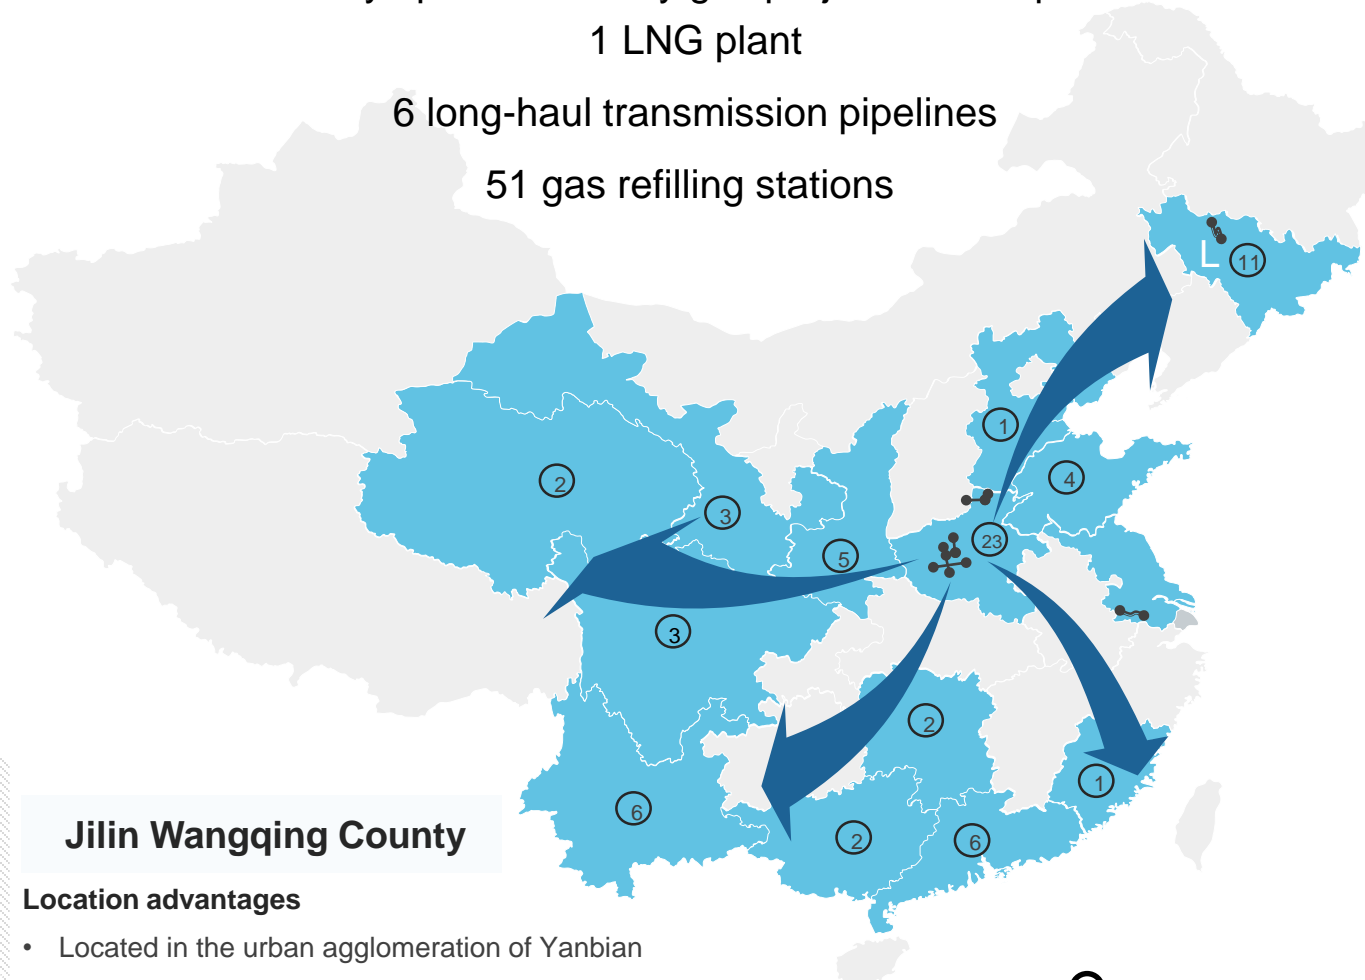 1 LNG plant
6 long-haul transmission pipelines
51 gas refilling stations
L
11
1
4
2
3
23
5
3
2
1
6
2
6
Jilin Wangqing County
Location advantages
• Located in the urban agglomeration of Yanbian